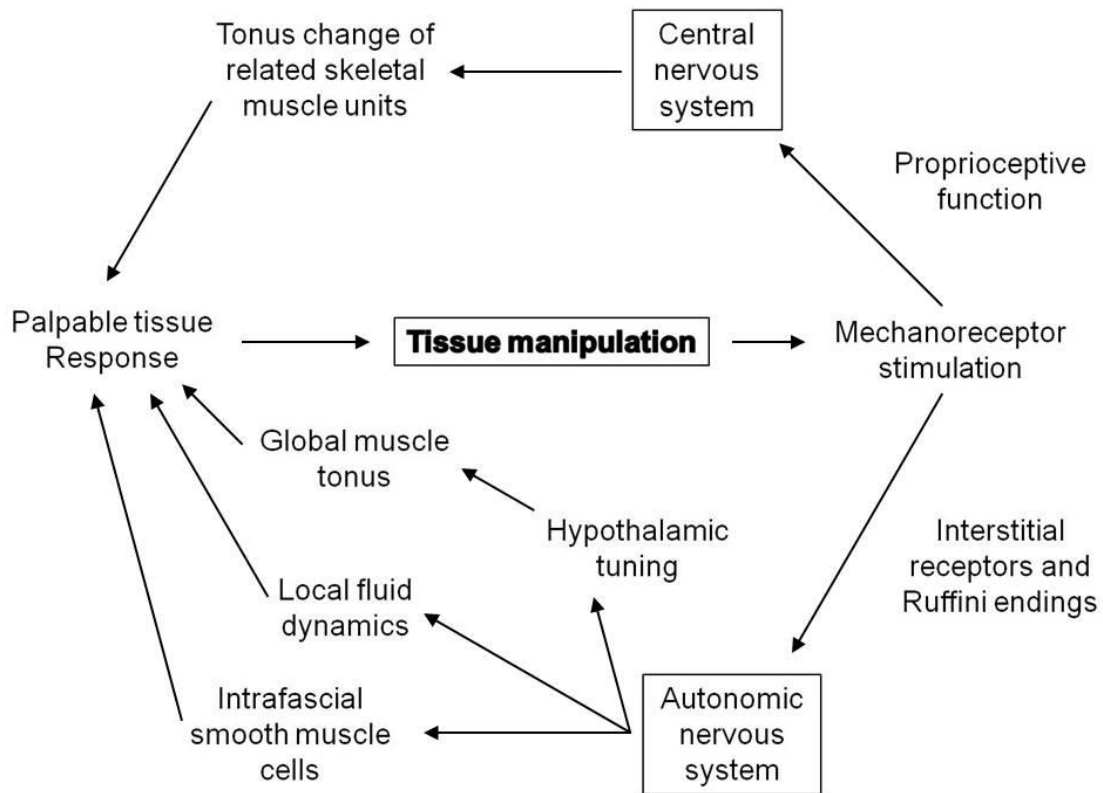 Tonus change of
related skeletal
muscle units
Central
nervous
system
Proprioceptive
function
Palpable tissue
Response
Tissue manipulation
Mechanoreceptor
stimulation
Global muscle
tonus
Hypothalamic
tuning
Interstitial
receptors and
Ruffini endings
Local fluid
dynamics
Intrafascial
smooth muscle
cells
Autonomic
nervous
system